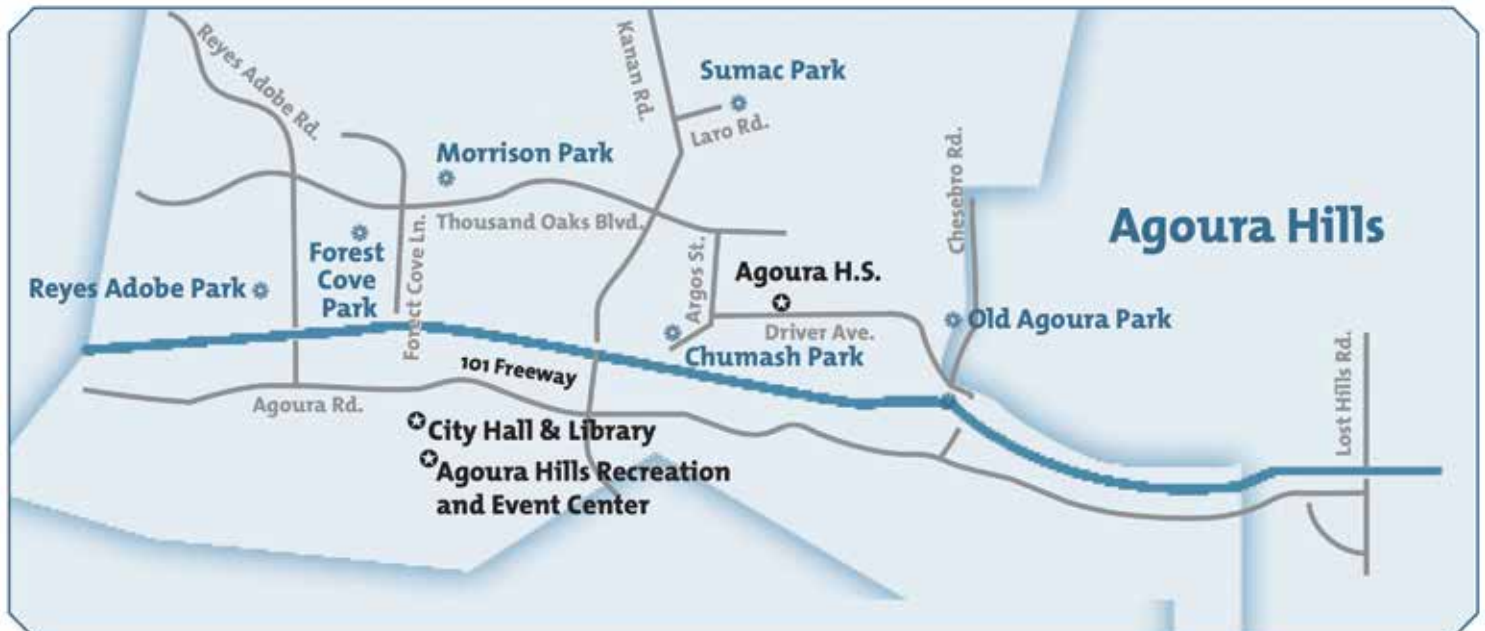 Reyes Adobe Rd.
Kanan Rd.
Sumac Park
Laro Rd.
Morrison Park
Chesebro Rd.
Thousand Oaks Blvd.
Agoura Hills
Forest
Cove
Park
Forect Cove Ln.
Argos St.
Agoura H.S.
Reyes Adobe Park
Driver Ave.
Old Agoura Park
Chumash Park
101 Freeway
Lost Hills Rd.
Agoura Rd.
City Hall & Library
Agoura Hills Recreation
and Event Center